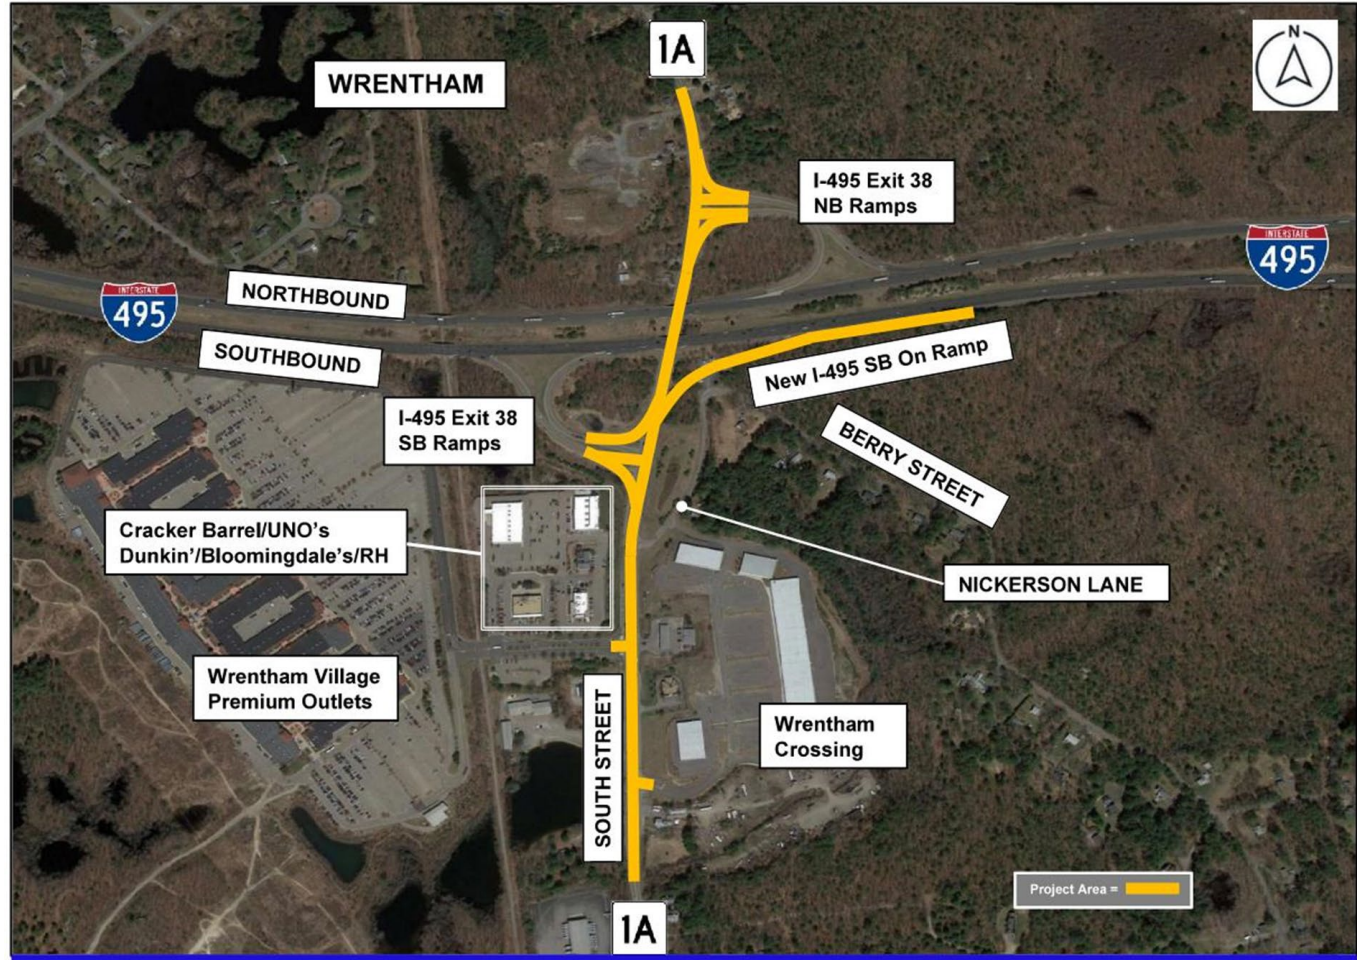 1A
N
WRENTHAM
I-495 Exit 38
NB Ramps
INTERSTATE
495
NORTHBOUND
INTERSTATE
495
SOUTHBOUND
New I-495 SB On Ramp
I-495 Exit 38
SB Ramps
BERRY STREET
Cracker Barrel/UNO's
Dunkin'/Bloomingdale's/RH
NICKERSON LANE
Wrentham Village
Premium Outlets
SOUTH STREET
Wrentham
Crossing
Project Area =
1A